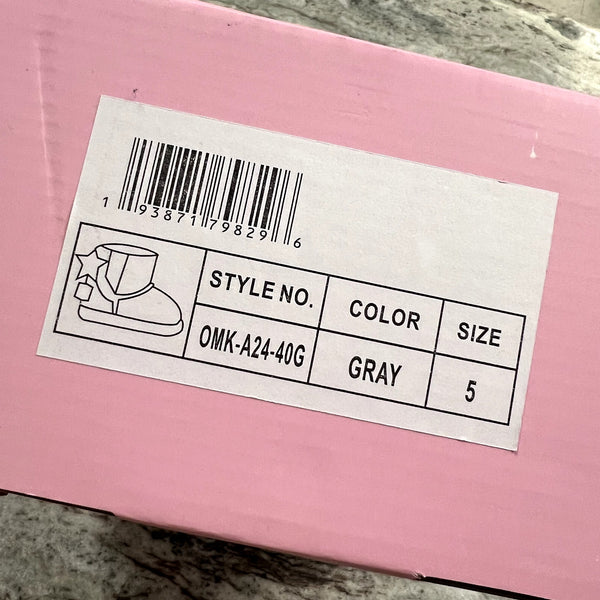 1 93871 79829 6
STYLE NO. COLOR SIZE
OMK-A24-40G GRAY 5